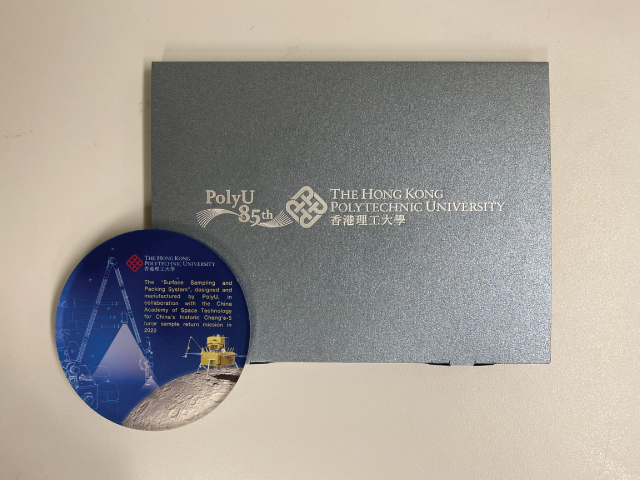 PolyU
85th
THE HONG KONG
POLYTECHNIC UNIVERSITY
香港理工大學
THE HONG KONG
POLYTECHNIC UNIVERSITY
香港理工大學
The "Surface Sampling and
Packing System", designed and
manufactured by PolyU, in
collaboration with the China
Academy of Space Technology
for China's historic Chang'e-5
lunar sample return mission in
2020